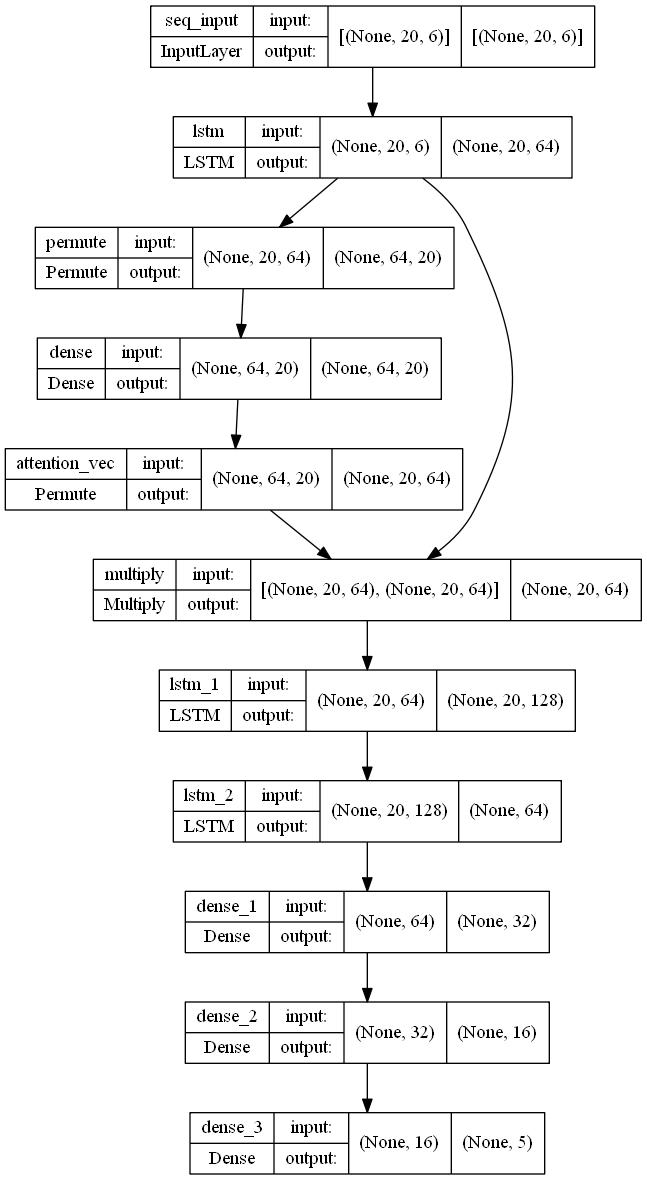 seq_input input: [(None, 20, 6)] [(None, 20, 6)]
InputLayer output:
lstm input: (None, 20, 6) (None, 20, 64)
LSTM output:
permute input: (None, 20, 64) (None, 64, 20)
Permute output:
dense input: (None, 64, 20) (None, 64, 20)
Dense output:
attention_vec input: (None, 64, 20) (None, 20, 64)
Permute output:
multiply input: [(None, 20, 64), (None, 20, 64)] (None, 20, 64)
Multiply output:
lstm_1 input: (None, 20, 64) (None, 20, 128)
LSTM output:
lstm_2 input: (None, 20, 128) (None, 64)
LSTM output:
dense_1 input: (None, 64) (None, 32)
Dense output:
dense_2 input: (None, 32) (None, 16)
Dense output:
dense_3 input: (None, 16) (None, 5)
Dense output: